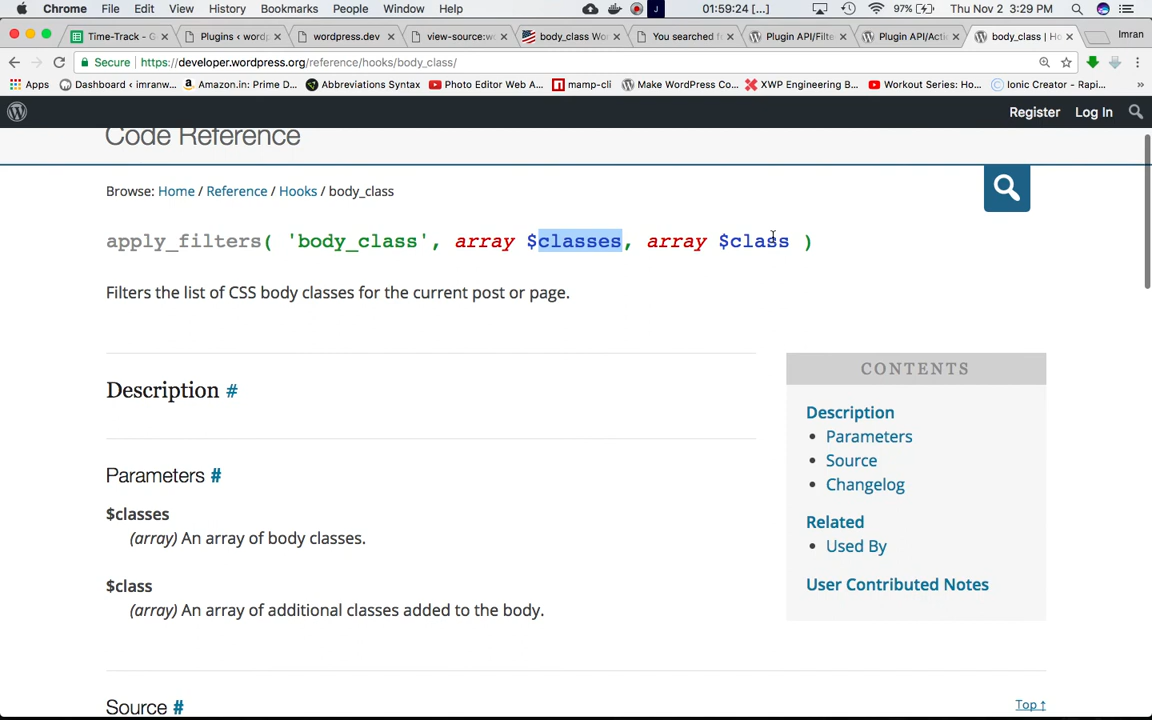 Chrome File Edit View History Bookmarks People Window Help 01:59:24 [...] 97% Thu Nov 2 3:29 PM
Time-Track - G Plugins ‹ wordp wordpress.dev view-source:w body_class Wor You searched f Plugin API/Filte Plugin API/Acti body_class | H Imran
Secure https://developer.wordpress.org/reference/hooks/body_class/
Apps Dashboard ‹ imranw... Amazon.in: Prime D... Abbreviations Syntax Photo Editor Web A... mamp-cli Make WordPress Co... XWP Engineering B... Workout Series: Ho... Ionic Creator - Rapi... »
Register Log In
Code Reference
Browse: Home / Reference / Hooks / body_class
apply_filters( 'body_class', array $classes, array $class )
Filters the list of CSS body classes for the current post or page.
Description #
Parameters #
$classes
(array) An array of body classes.
$class
(array) An array of additional classes added to the body.
Source #
CONTENTS
Description
• Parameters
• Source
• Changelog
Related
• Used By
User Contributed Notes
Top ↑